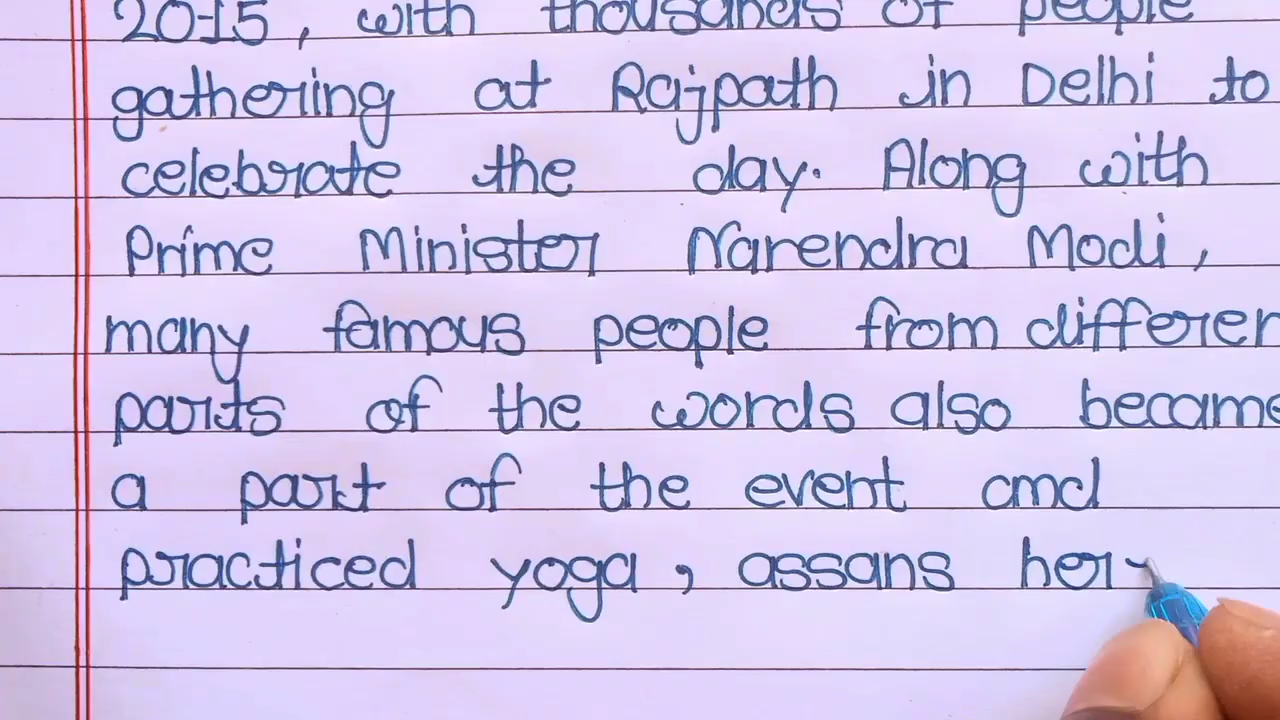 2015, with thousands of people
gathering at Rajpath in Delhi to
celebrate the day. Along with
Prime Minister Narendra Modi,
many famous people from differen
parts of the words also became
a part of the event and
practiced yoga, assans her